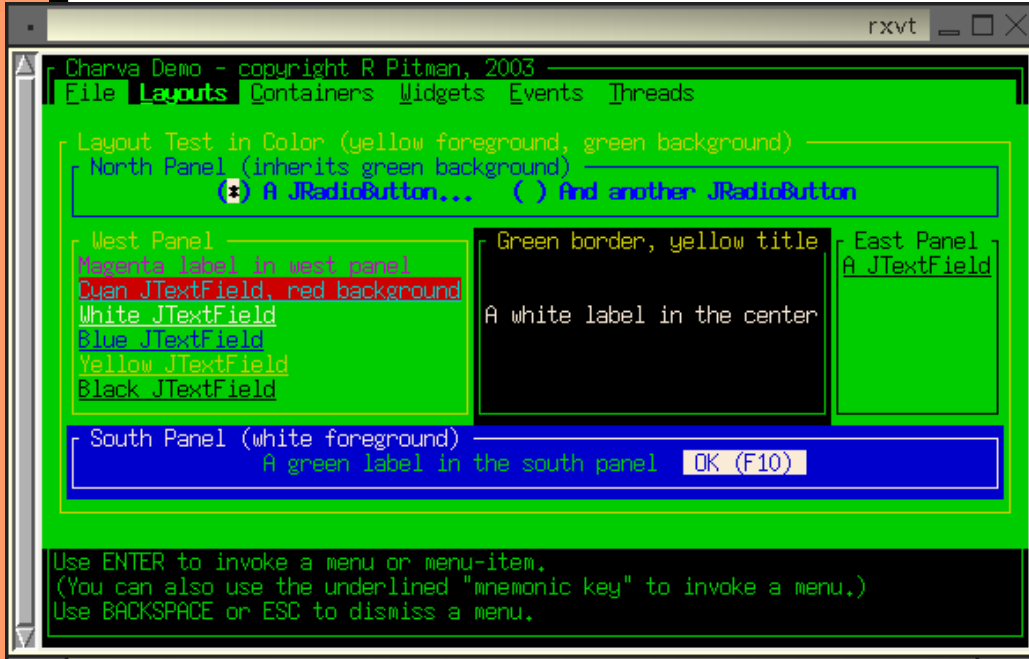 rxvt
Charva Demo - copyright R Pitman, 2003
File Layouts Containers Widgets Events Threads
Layout Test in Color (yellow foreground, green background)
North Panel (inherits green background)
(*) A JRadioButton... ( ) And another JRadioButton
West Panel
Magenta label in west panel
Cyan JTextField, red background
White JTextField
Blue JTextField
Yellow JTextField
Black JTextField
Green border, yellow title
A white label in the center
East Panel
A JTextField
South Panel (white foreground)
A green label in the south panel OK (F10)
Use ENTER to invoke a menu or menu-item.
(You can also use the underlined "mnemonic key" to invoke a menu.)
Use BACKSPACE or ESC to dismiss a menu.